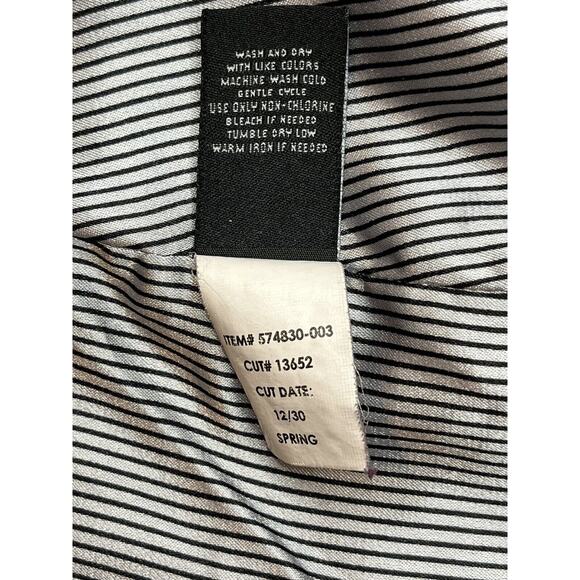 WASH AND DRY
WITH LIKE COLORS
MACHINE WASH COLD
GENTLE CYCLE
USE ONLY NON-CHLORINE
BLEACH IF NEEDED
TUMBLE DRY LOW
WARM IRON IF NEEDED
ITEM# 574830-003
CUT# 13652
CUT DATE:
12/30
SPRING